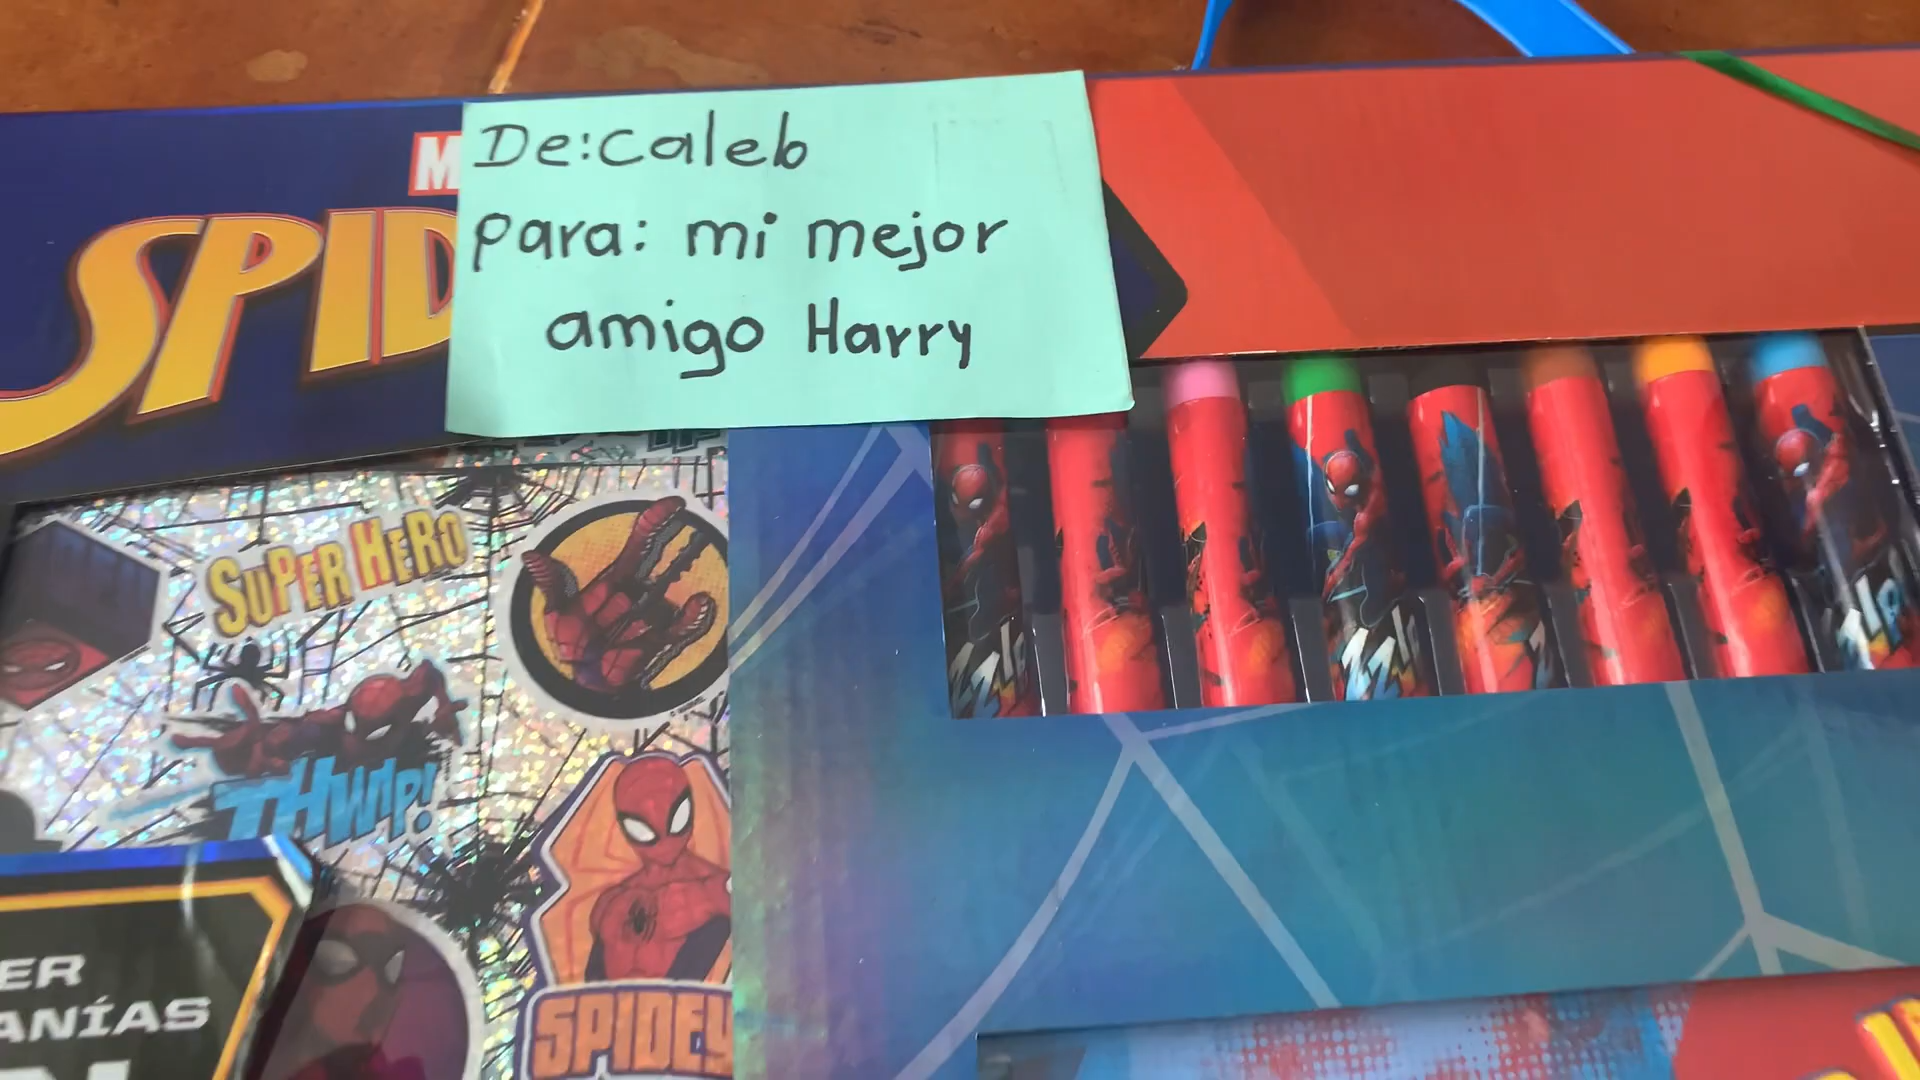 De: Caleb
para: mi mejor
amigo Harry
SUPER HERO
THWIP!
SPIDEY